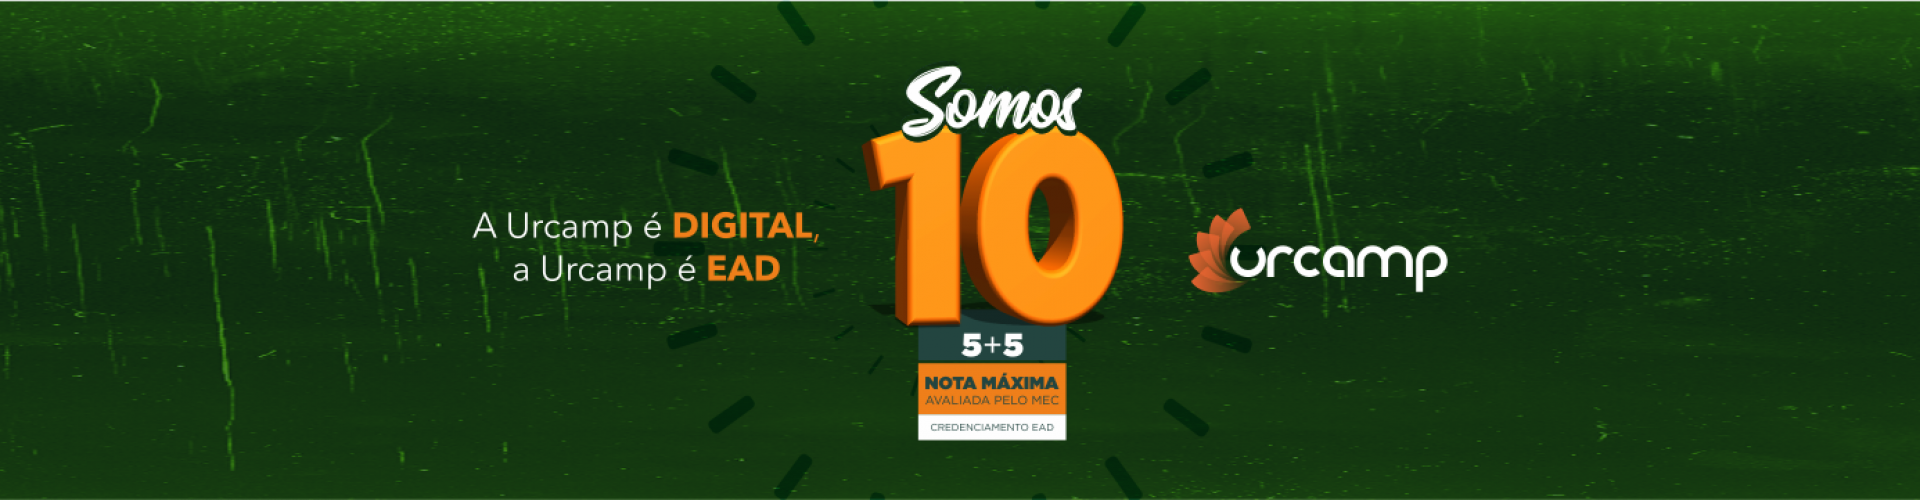 A Urcamp é DIGITAL,
a Urcamp é EAD
Somos
10
5+5
NOTA MÁXIMA
AVALIADA PELO MEC
CREDENCIAMENTO EAD
urcamp